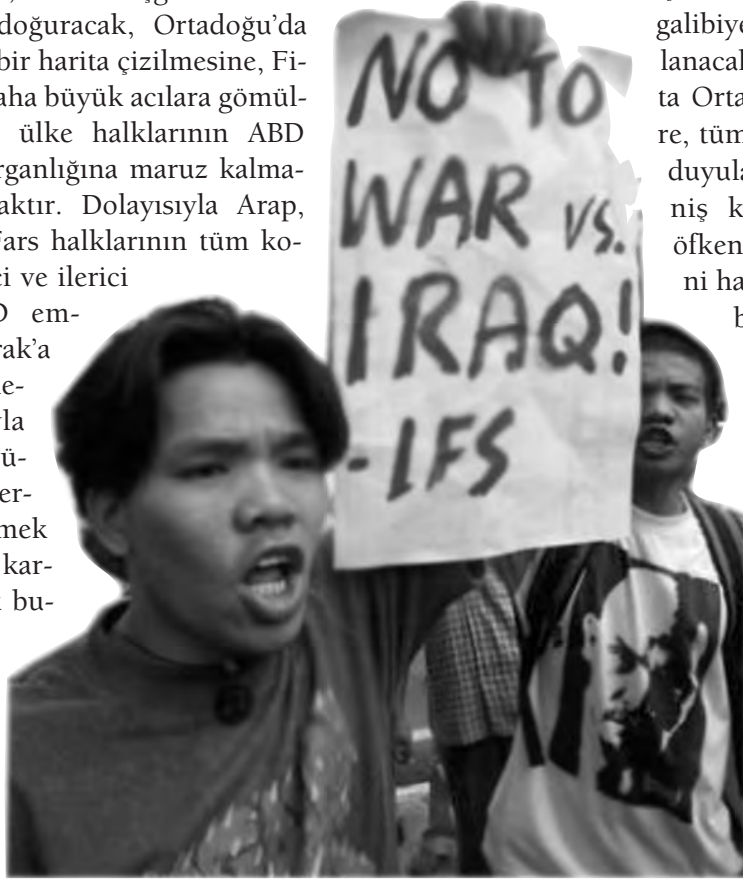 doğuracak, Ortadoğu'da
bir harita çizilmesine, Fi-
aha büyük acılara gömül-
ülke halklarının ABD
rganlığına maruz kalma-
aktır. Dolayısıyla Arap,
Fars halklarının tüm ko-
ci ve ilerici
D em-
rak'a
e-
yla
ü-
er-
mek
kar-
bu-
NO TO
WAR VS.
IRAQ!
-IFS
galibiye
lanacak
ta Orta
re, tüm
duyula
niş k
öfken
ni ha
b